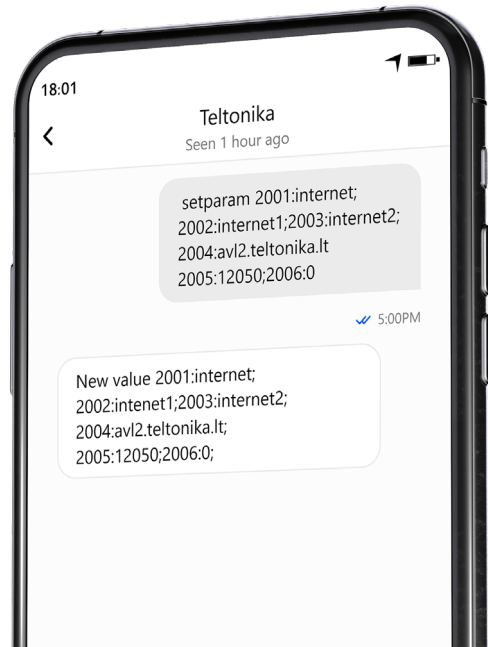 18:01
Teltonika
Seen 1 hour ago
setparam 2001:internet;
2002:internet1;2003:internet2;
2004:avl2.teltonika.lt
2005:12050;2006:0
5:00PM
New value 2001:internet;
2002:intenet1;2003:internet2;
2004:avl2.teltonika.lt;
2005:12050;2006:0;